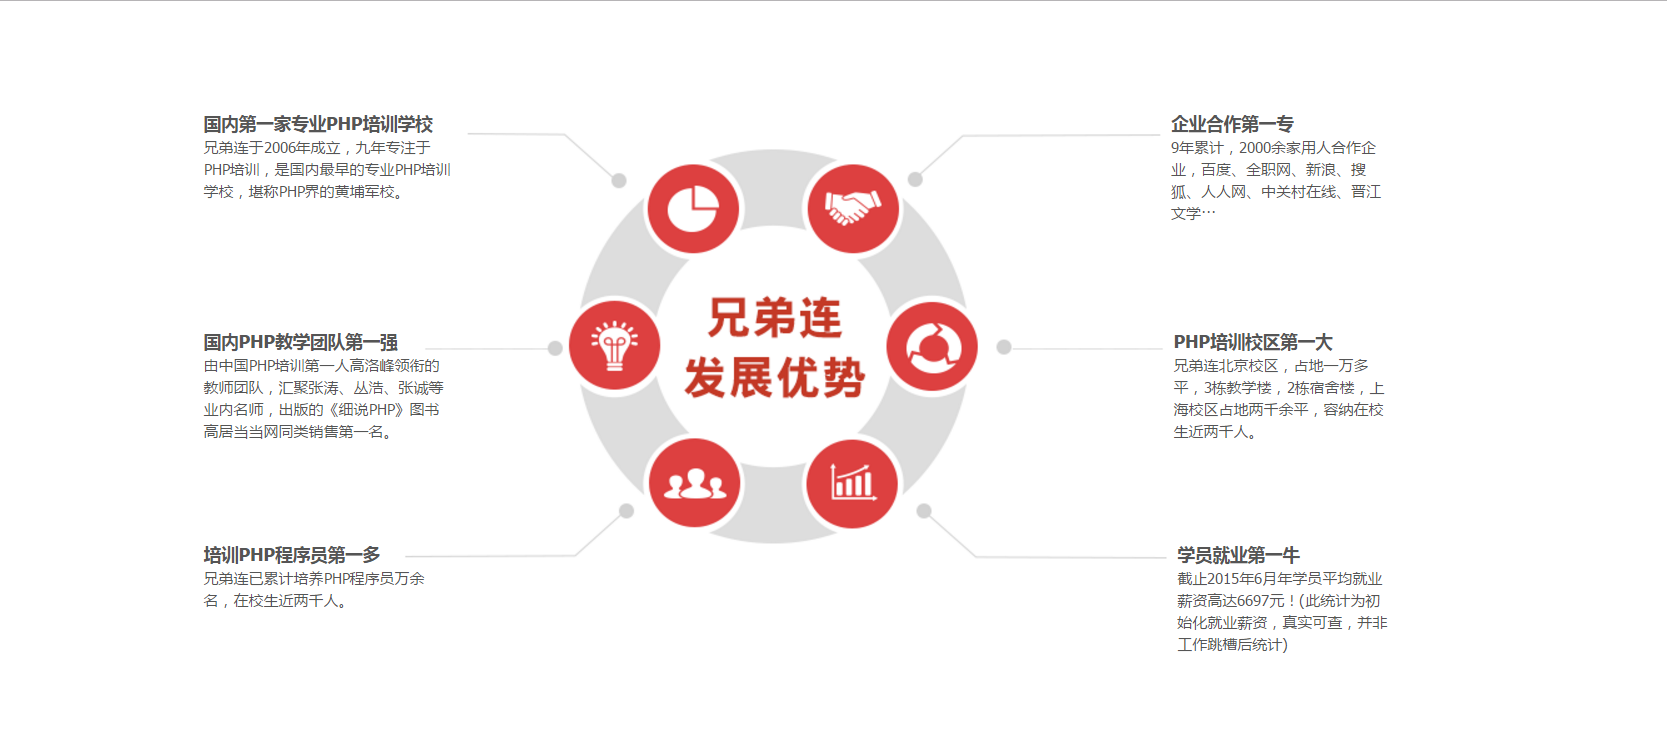 国内第一家专业PHP培训学校
兄弟连于2006年成立，九年专注于
PHP培训，是国内最早的专业PHP培训
学校，堪称PHP界的黄埔军校。
国内PHP教学团队第一强
由中国PHP培训第一人高洛峰领衔的
教师团队，汇聚张涛、丛浩、张诚等
业内名师，出版的《细说PHP》图书
高居当当网同类销售第一名。
培训PHP程序员第一多
兄弟连已累计培养PHP程序员万余
名，在校生近两千人。
兄弟连
发展优势
企业合作第一专
9年累计，2000余家用人合作企
业，百度、全职网、新浪、搜
狐、人人网、中关村在线、晋江
文学…
PHP培训校区第一大
兄弟连北京校区，占地一万多
平，3栋教学楼，2栋宿舍楼，上
海校区占地两千余平，容纳在校
生近两千人。
学员就业第一牛
截止2015年6月年学员平均就业
薪资高达6697元！(此统计为初
始化就业薪资，真实可查，并非
工作跳槽后统计)